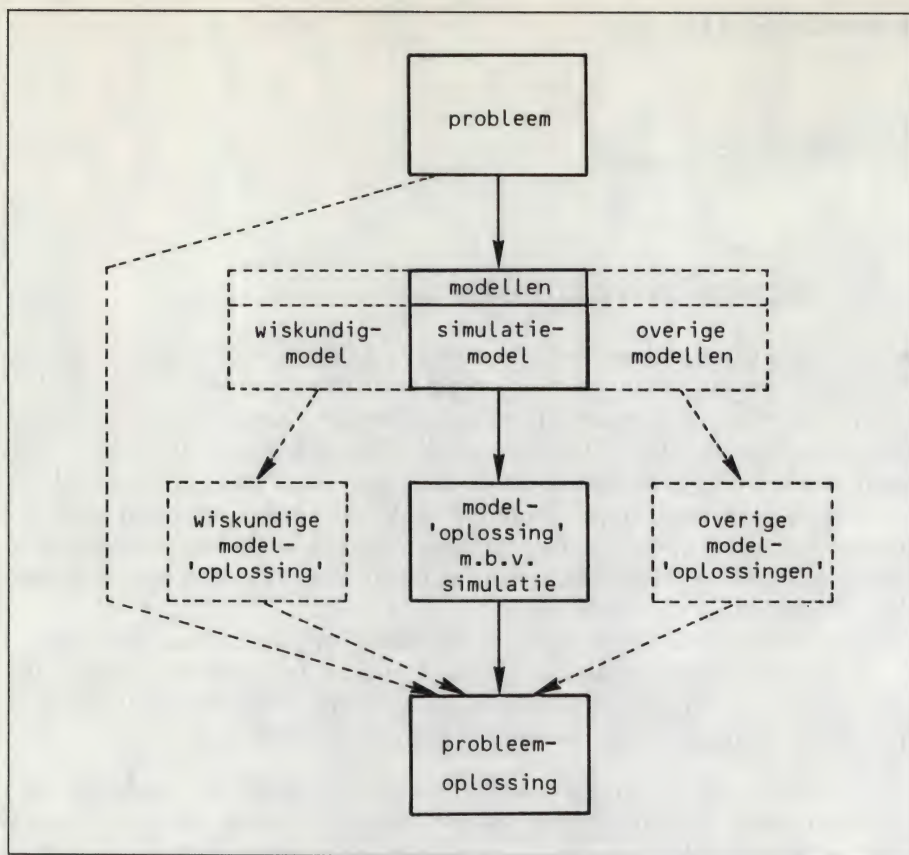 probleem
modellen
wiskundig-
model
simulatie-
model
overige
modellen
wiskundige
model-
'oplossing'
model-
'oplossing'
m.b.v.
simulatie
overige
model-
'oplossingen'
probleem-
oplossing